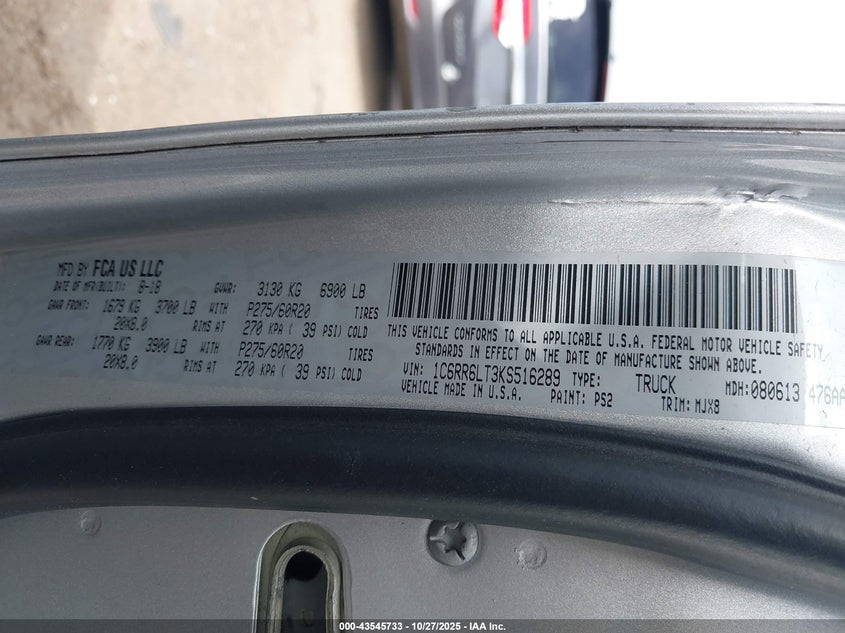 MFD BY FCA US LLC
DATE OF MFR(BUILT): 8-18 GVWR: 3130 KG 6900 LB
GAWR FRONT: 1679 KG 3700 LB WITH P275/60R20 TIRES
20X8.0 RIMS AT 270 KPA ( 39 PSI) COLD
GAWR REAR: 1770 KG 3900 LB WITH P275/60R20 TIRES
20X8.0 RIMS AT 270 KPA ( 39 PSI) COLD
THIS VEHICLE CONFORMS TO ALL APPLICABLE U.S.A. FEDERAL MOTOR VEHICLE SAFETY
STANDARDS IN EFFECT ON THE DATE OF MANUFACTURE SHOWN ABOVE.
VIN: 1C6RR6LT3KS516289 TYPE: TRUCK MDH:080613 476AA
VEHICLE MADE IN U.S.A. PAINT: PS2 TRIM: MJX8
000-43545733 - 10/27/2025 - IAA Inc.